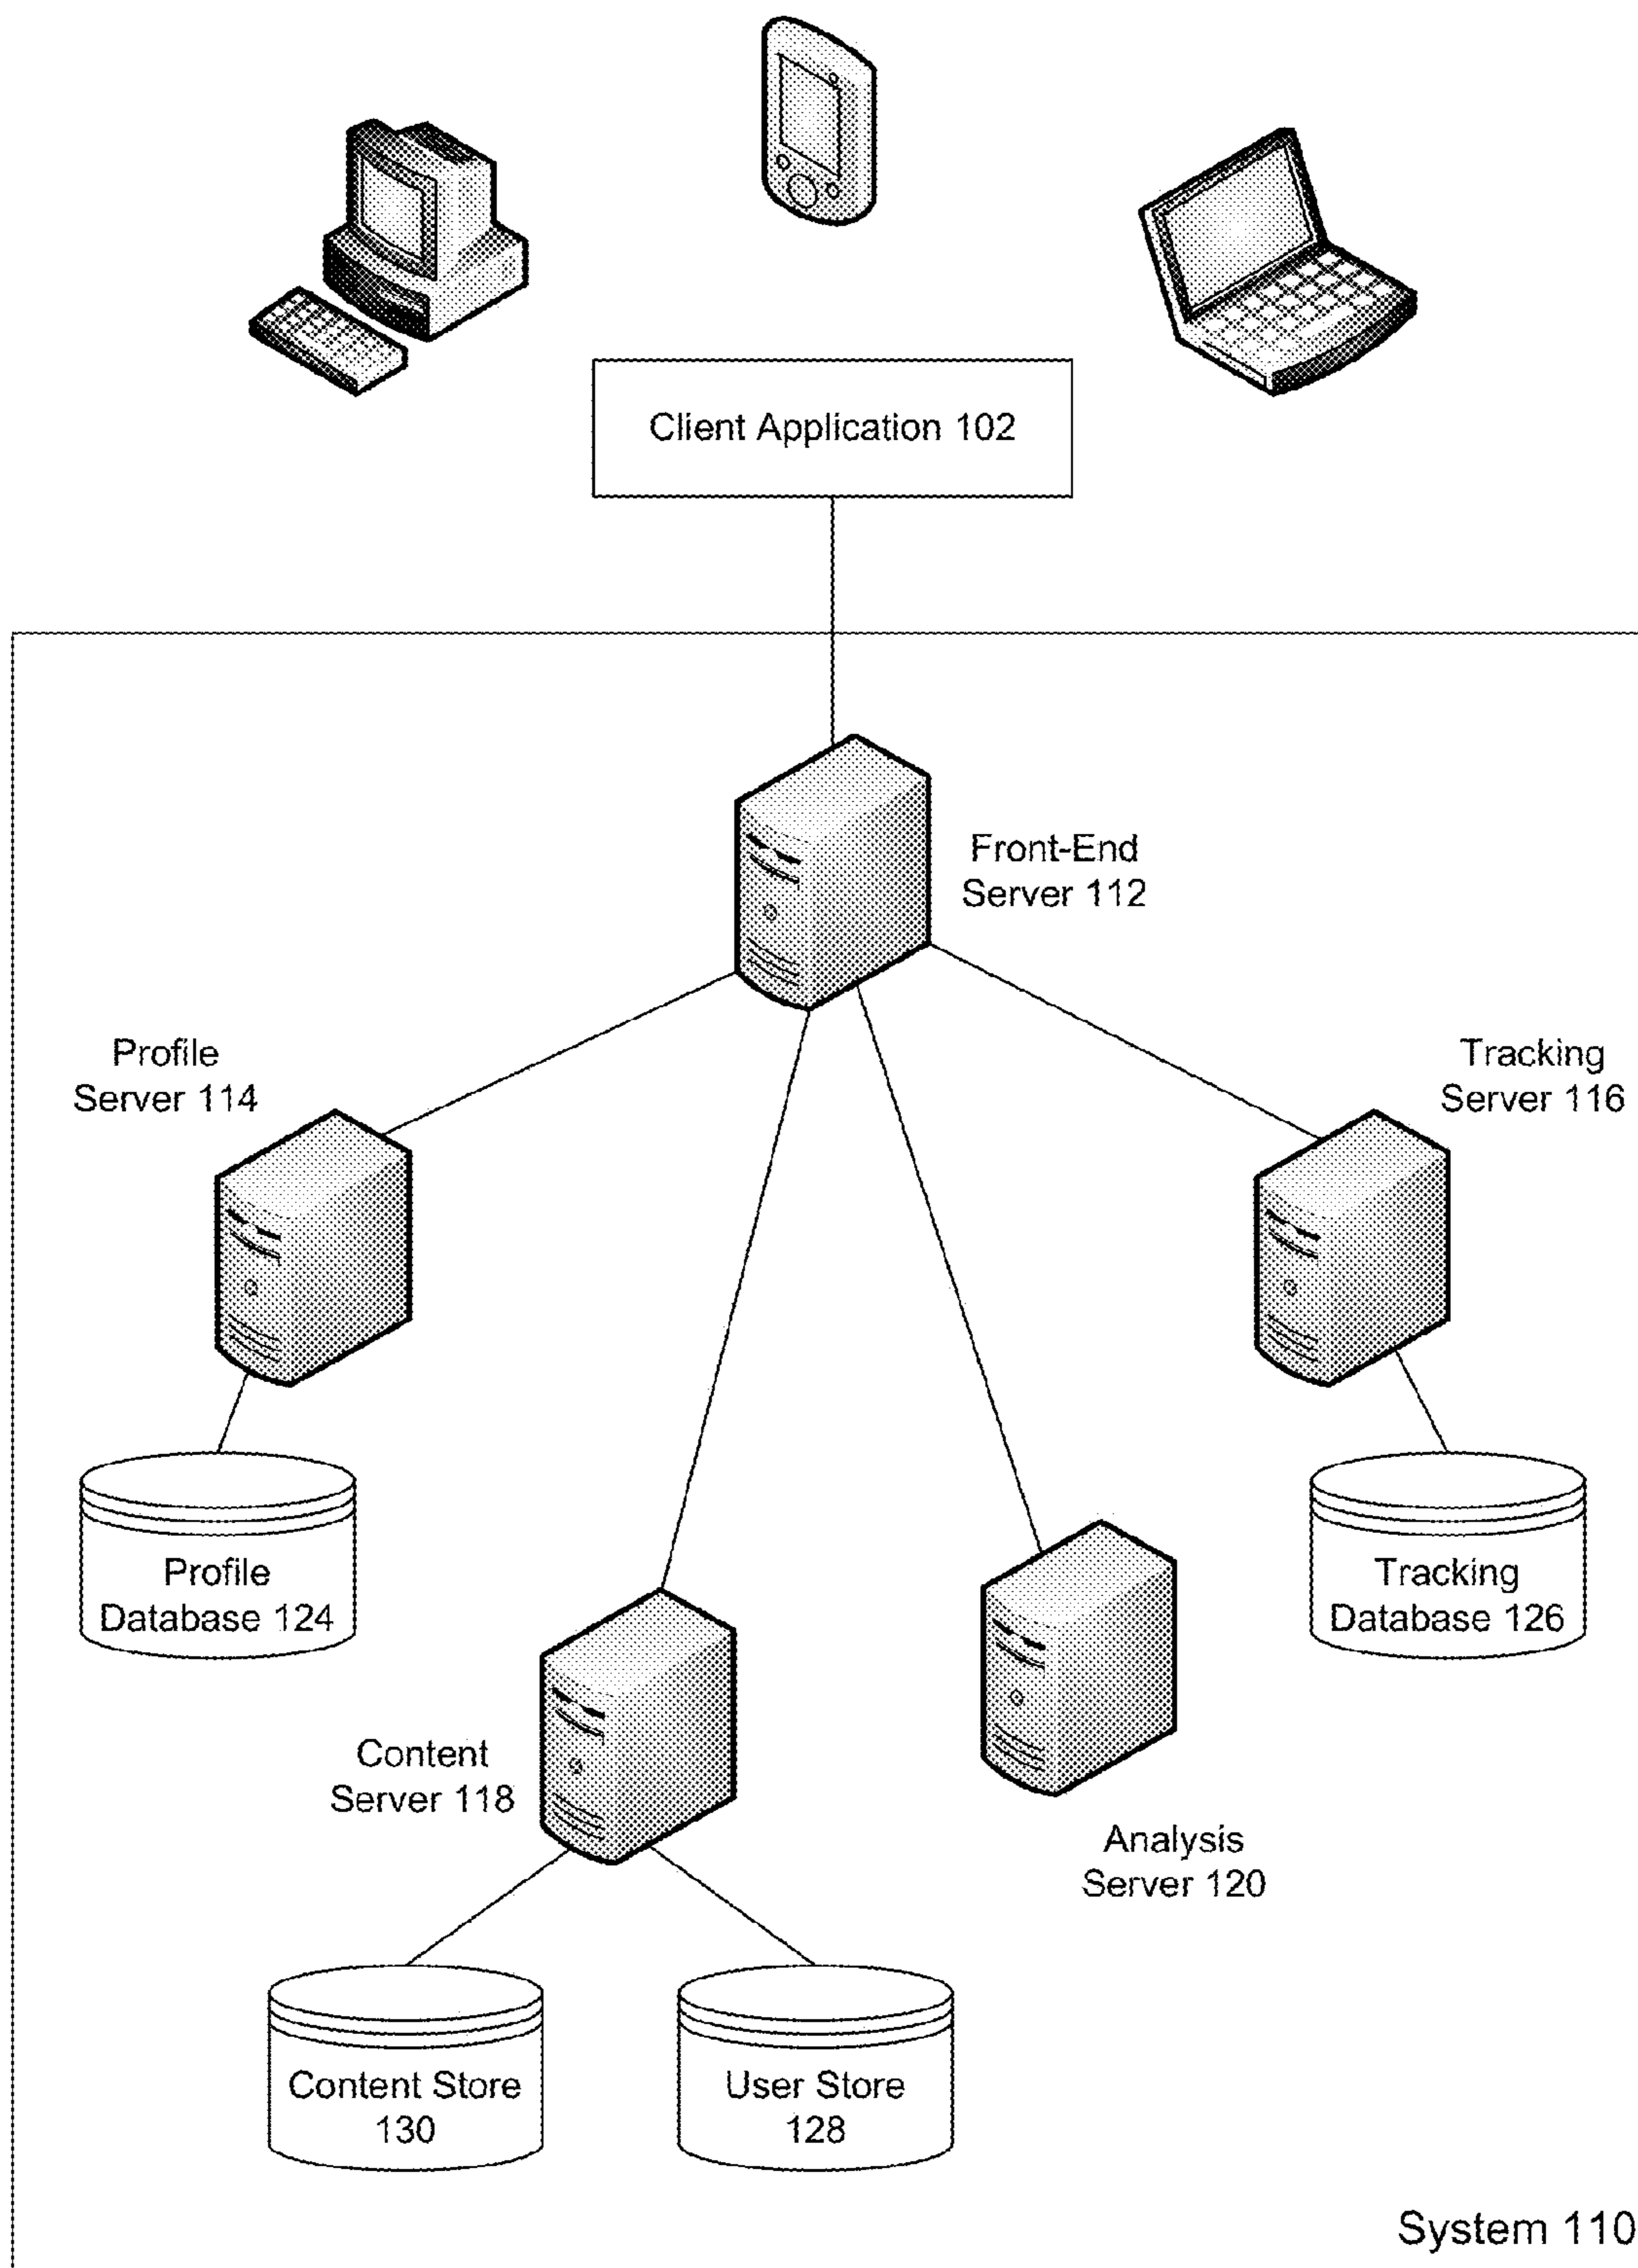 Client Application 102
Front-End
Server 112
Profile
Server 114
Tracking
Server 116
Profile
Database 124
Tracking
Database 126
Content
Server 118
Analysis
Server 120
Content Store
130
User Store
128
System 110